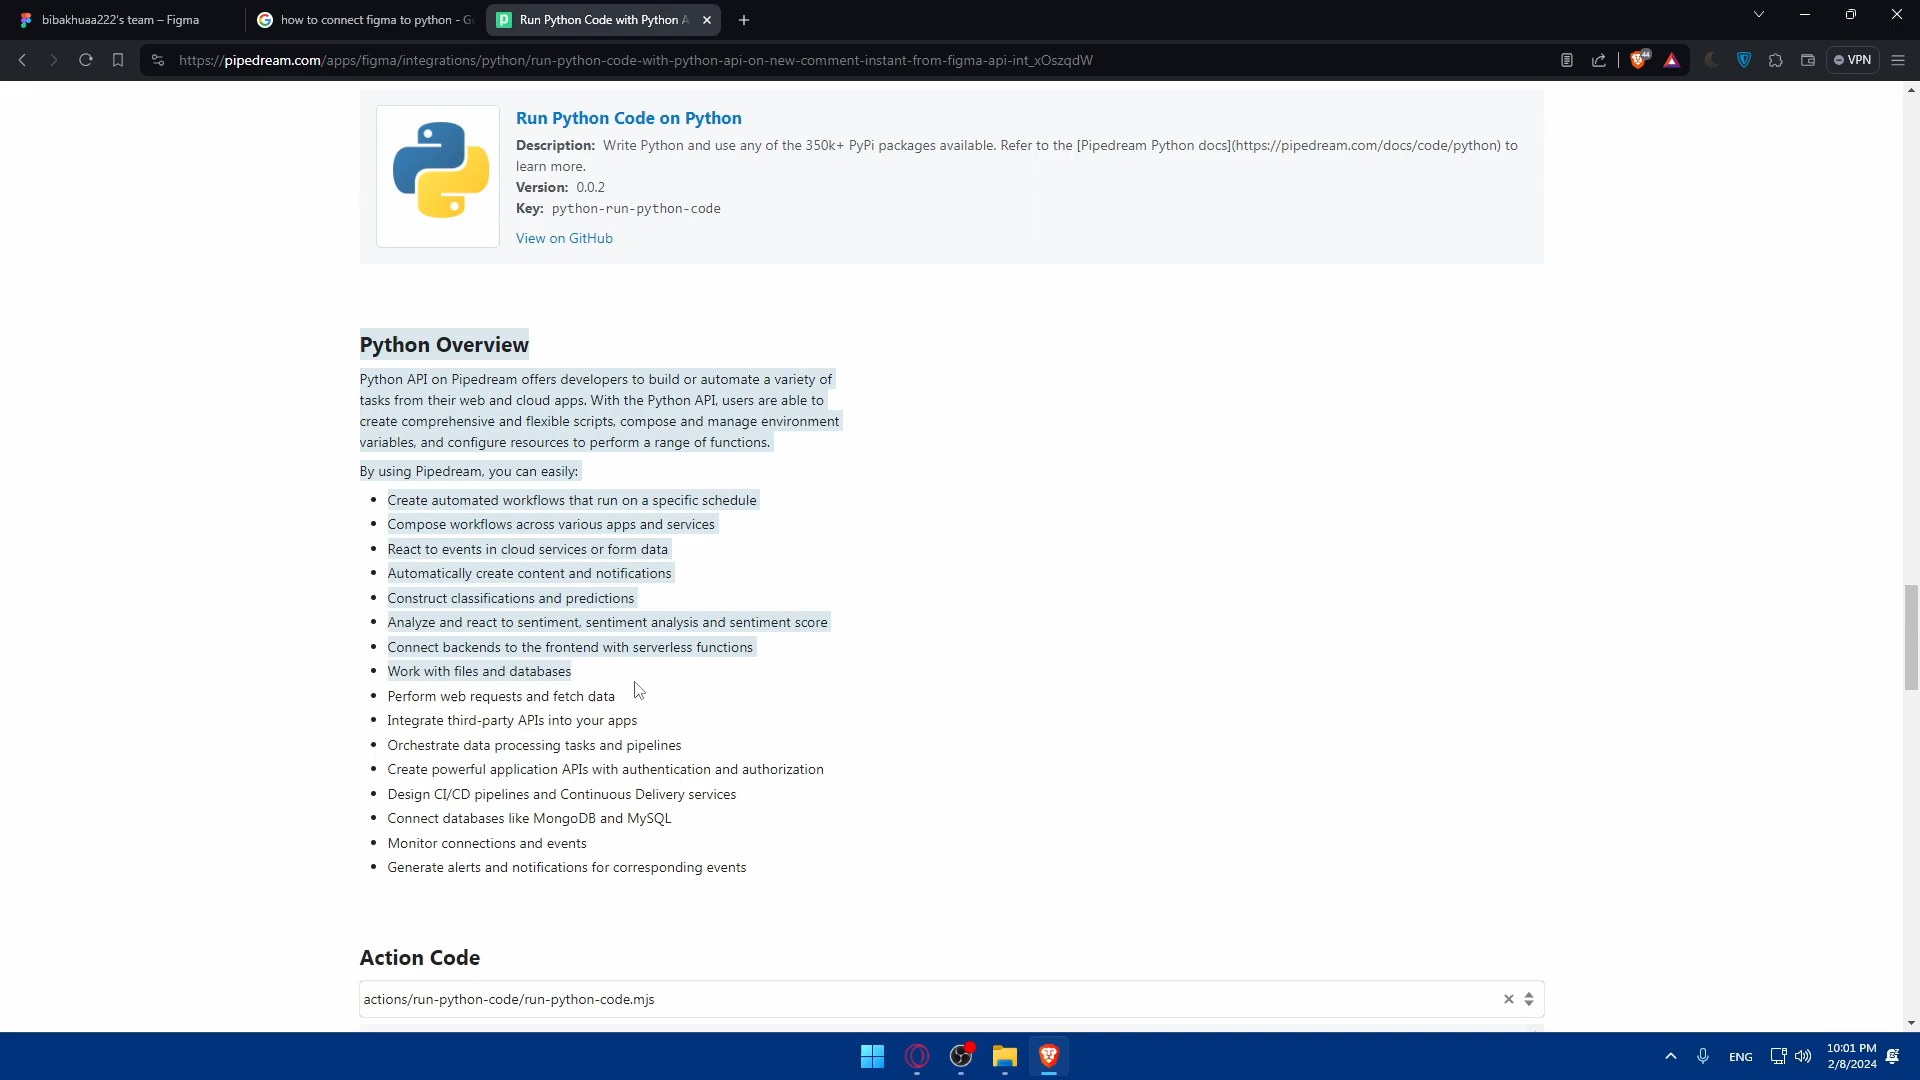 bibakhuaa222's team – Figma
how to connect figma to python - G
Run Python Code with Python A
https://pipedream.com/apps/figma/integrations/python/run-python-code-with-python-api-on-new-comment-instant-from-figma-api-int_xOszqdW
44
VPN
Run Python Code on Python
Description: Write Python and use any of the 350k+ PyPi packages available. Refer to the [Pipedream Python docs](https://pipedream.com/docs/code/python) to
learn more.
Version: 0.0.2
Key: python-run-python-code
View on GitHub
Python Overview
Python API on Pipedream offers developers to build or automate a variety of
tasks from their web and cloud apps. With the Python API, users are able to
create comprehensive and flexible scripts, compose and manage environment
variables, and configure resources to perform a range of functions.
By using Pipedream, you can easily:
• Create automated workflows that run on a specific schedule
• Compose workflows across various apps and services
• React to events in cloud services or form data
• Automatically create content and notifications
• Construct classifications and predictions
• Analyze and react to sentiment, sentiment analysis and sentiment score
• Connect backends to the frontend with serverless functions
• Work with files and databases
• Perform web requests and fetch data
• Integrate third-party APIs into your apps
• Orchestrate data processing tasks and pipelines
• Create powerful application APIs with authentication and authorization
• Design CI/CD pipelines and Continuous Delivery services
• Connect databases like MongoDB and MySQL
• Monitor connections and events
• Generate alerts and notifications for corresponding events
Action Code
actions/run-python-code/run-python-code.mjs
ENG
10:01 PM
2/8/2024